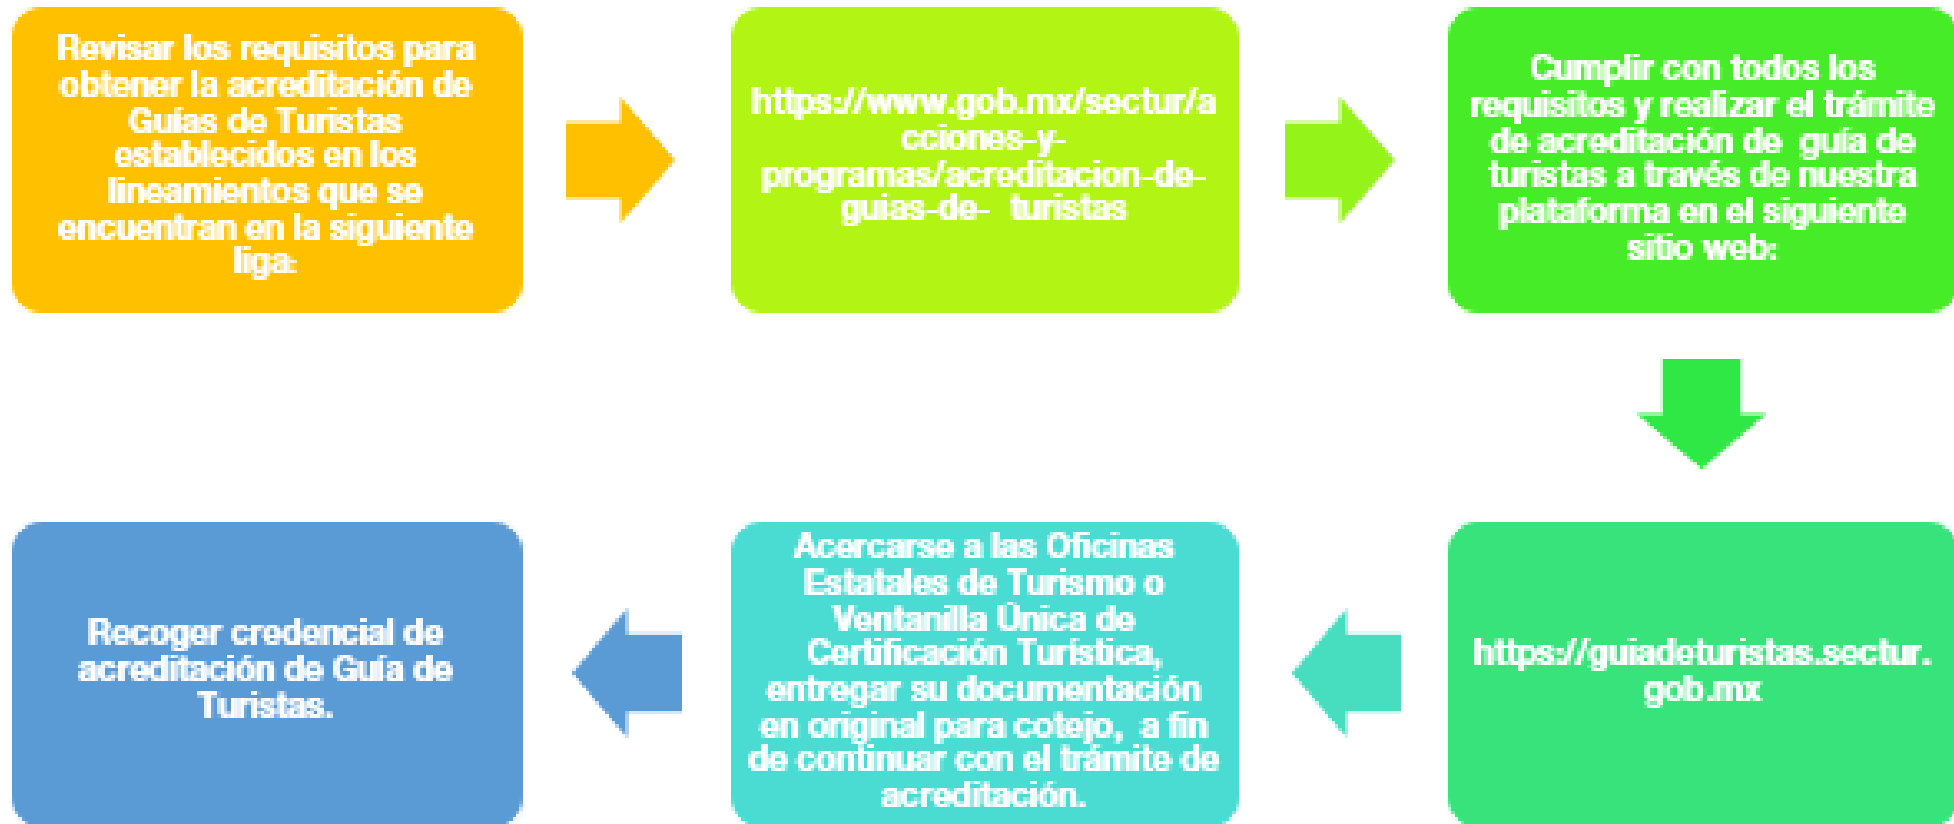 Revisar los requisitos para
obtener la acreditación de
Guías de Turistas
establecidos en los
lineamientos que se
encuentran en la siguiente
liga:
https://www.gob.mx/sectur/a
cciones-y-
programas/acreditacion-de-
guias-de- turistas
Cumplir con todos los
requisitos y realizar el trámite
de acreditación de guía de
turistas a través de nuestra
plataforma en el siguiente
sitio web:
https://guiadeturistas.sectur.
gob.mx
Acercarse a las Oficinas
Estatales de Turismo o
Ventanilla Única de
Certificación Turística,
entregar su documentación
en original para cotejo, a fin
de continuar con el trámite de
acreditación.
Recoger credencial de
acreditación de Guía de
Turistas.